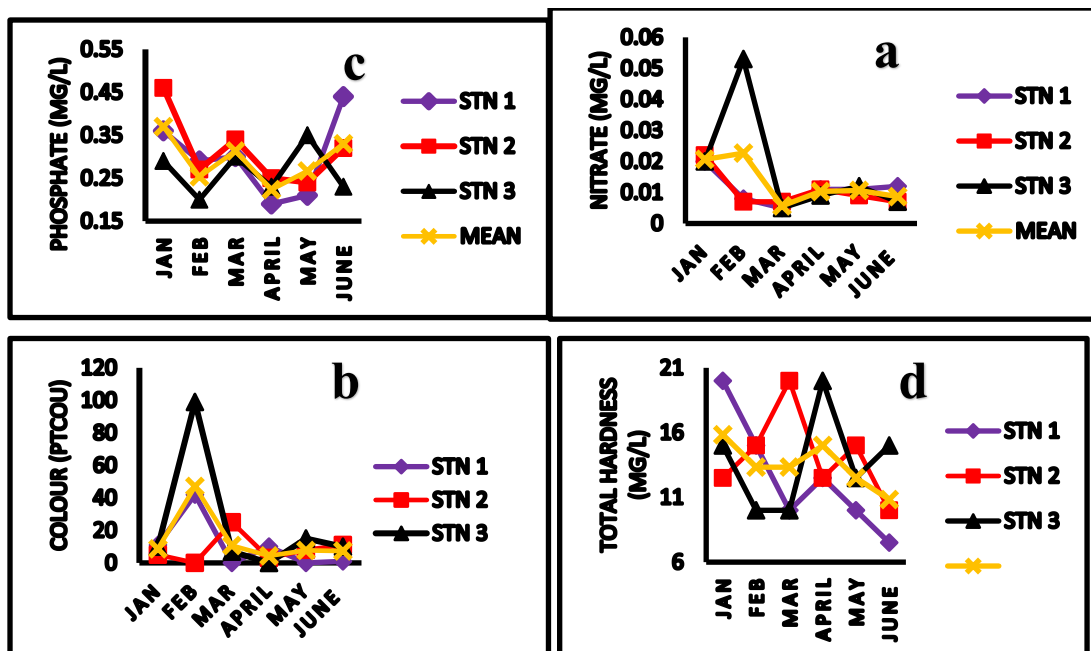 c
PHOSPHATE (MG/L)
0.55
0.45
0.35
0.25
0.15
JAN
FEB
MAR
APRIL
MAY
JUNE
STN 1
STN 2
STN 3
MEAN
a
NITRATE (MG/L)
0.06
0.05
0.04
0.03
0.02
0.01
0
JAN
FEB
MAR
APRIL
MAY
JUNE
STN 1
STN 2
STN 3
MEAN
b
COLOUR (PTCOU)
120
100
80
60
40
20
0
JAN
FEB
MAR
APRIL
MAY
JUNE
STN 1
STN 2
STN 3
d
TOTAL HARDNESS
(MG/L)
21
16
11
6
JAN
FEB
MAR
APRIL
MAY
JUNE
STN 1
STN 2
STN 3